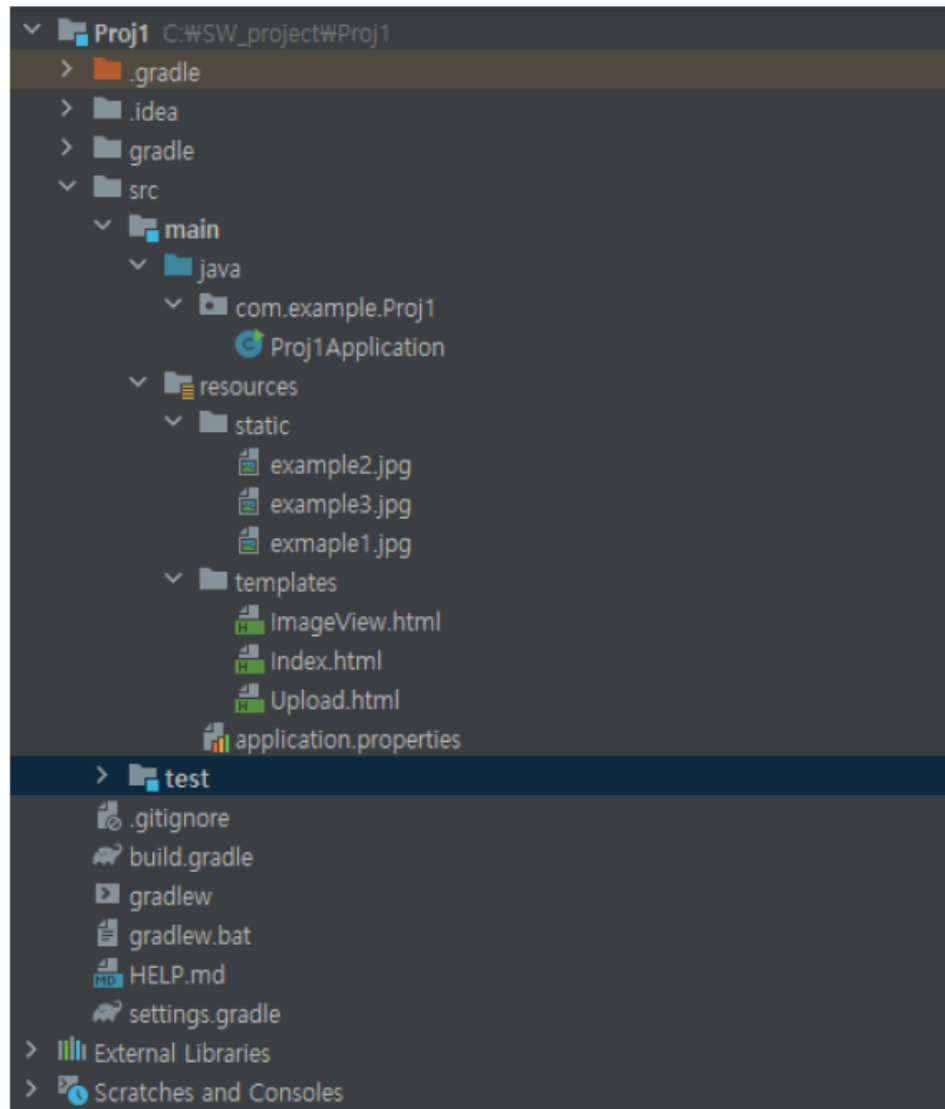 Proj1 C:₩SW_project₩Proj1
.gradle
.idea
gradle
src
main
java
com.example.Proj1
Proj1Application
resources
static
example2.jpg
example3.jpg
exmaple1.jpg
templates
ImageView.html
Index.html
Upload.html
application.properties
test
.gitignore
build.gradle
gradlew
gradlew.bat
HELP.md
settings.gradle
External Libraries
Scratches and Consoles